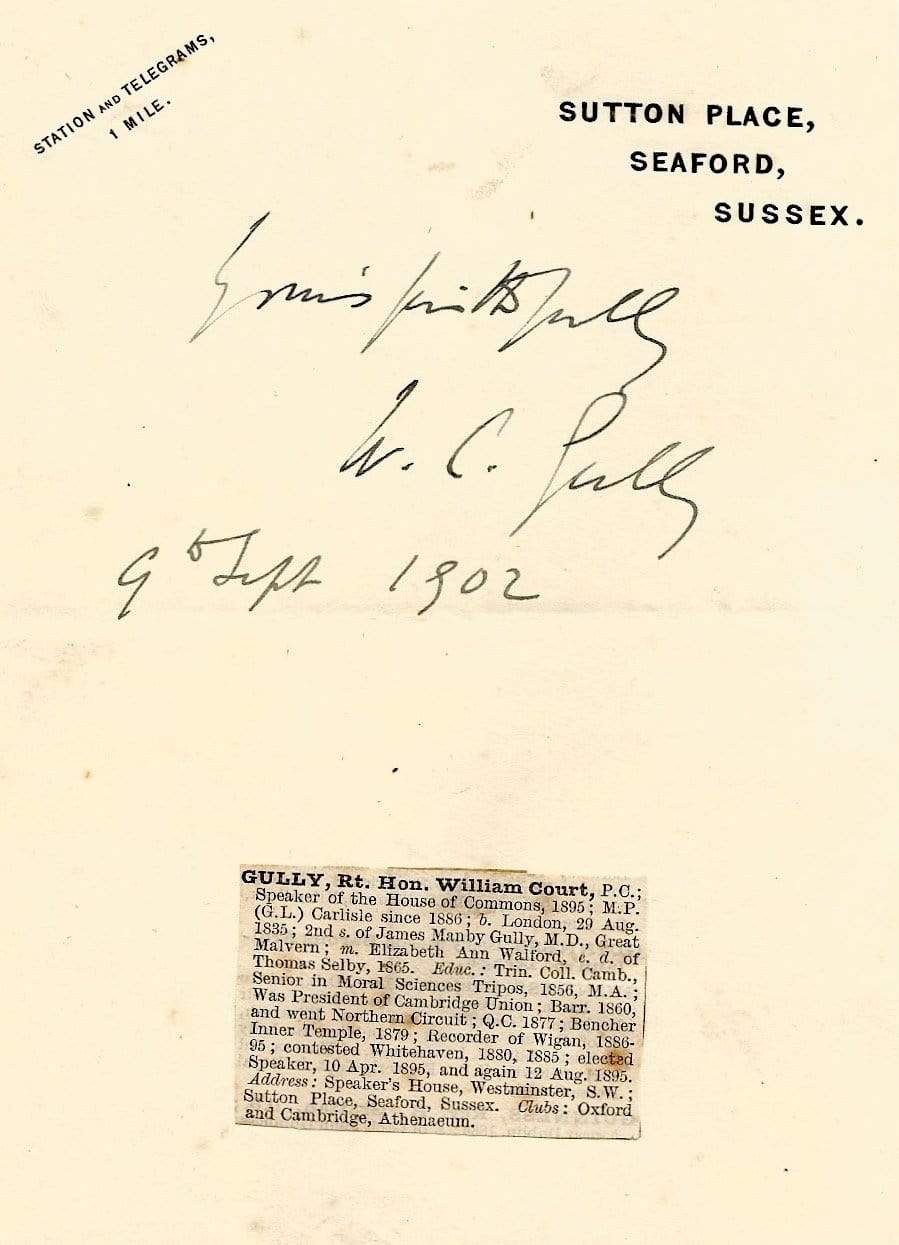 STATION AND TELEGRAMS,
1 MILE.
SUTTON PLACE,
SEAFORD,
SUSSEX.
Yours faithfully
W. C. Gully
9th Sept 1902
GULLY, Rt. Hon. William Court, P.C.;
Speaker of the House of Commons, 1895; M.P.
(G.L.) Carlisle since 1886; b. London, 29 Aug.
1835; 2nd s. of James Manby Gully, M.D., Great
Malvern; m. Elizabeth Ann Walford, e. d. of
Thomas Selby, 1865. Educ.: Trin. Coll. Camb.,
Senior in Moral Sciences Tripos, 1856, M.A.;
Was President of Cambridge Union; Barr. 1860,
and went Northern Circuit; Q.C. 1877; Bencher
Inner Temple, 1879; Recorder of Wigan, 1886-
95; contested Whitehaven, 1880, 1885; elected
Speaker, 10 Apr. 1895, and again 12 Aug. 1895.
Address: Speaker's House, Westminster, S.W.;
Sutton Place, Seaford, Sussex. Clubs: Oxford
and Cambridge, Athenaeum.